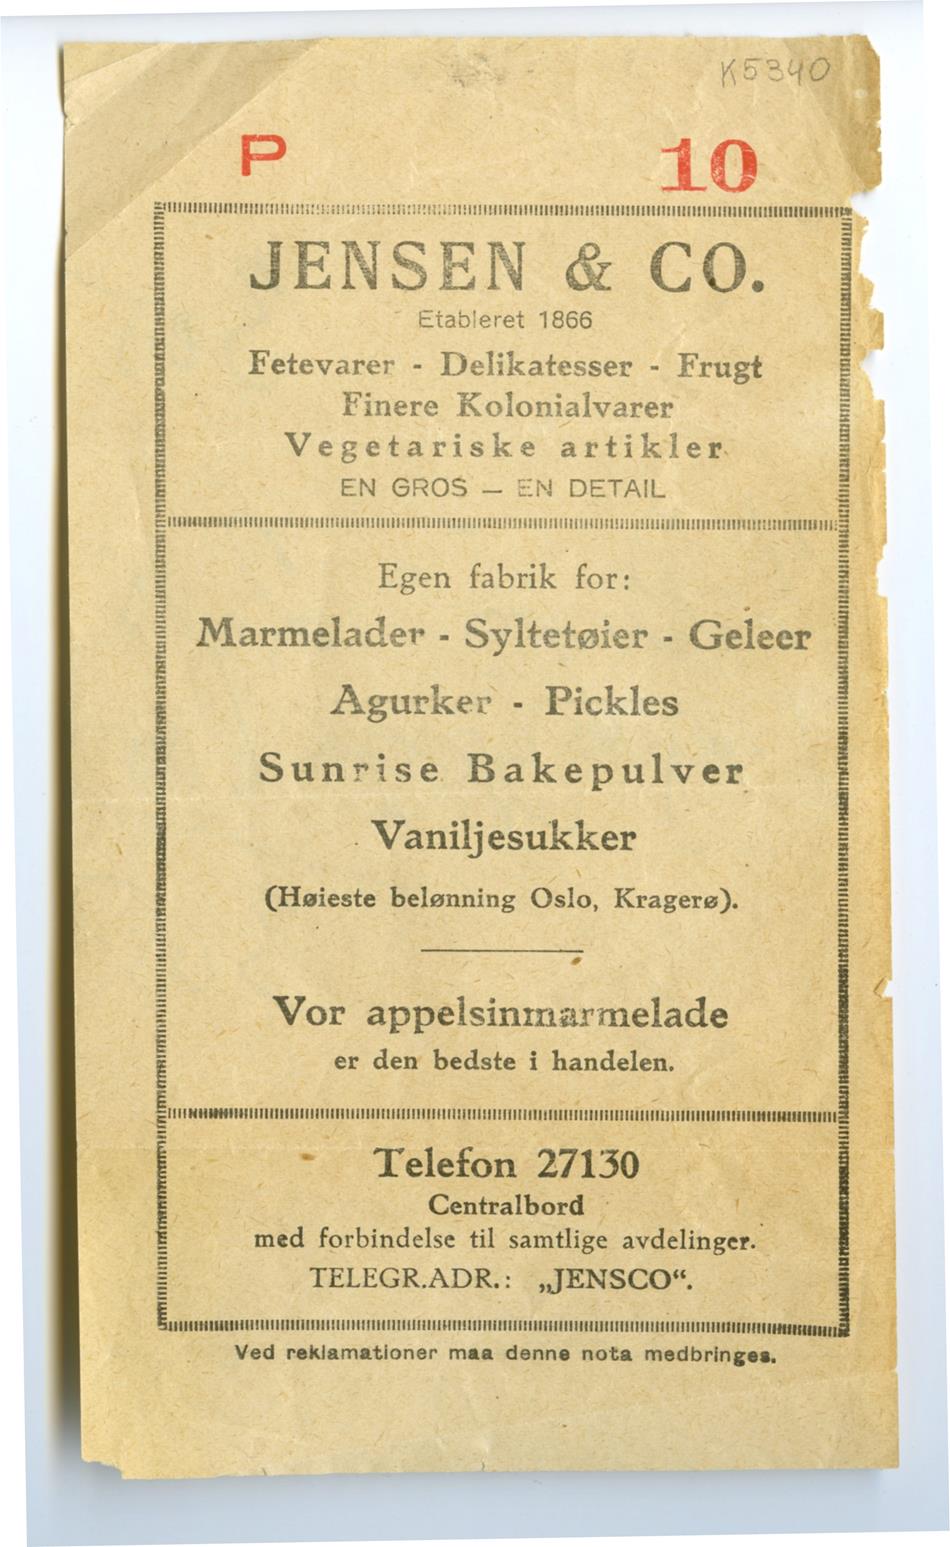 K5340
P 10
JENSEN & CO.
Etableret 1866
Fetevarer - Delikatesser - Frugt
Finere Kolonialvarer
Vegetariske artikler
EN GROS — EN DETAIL
Egen fabrik for:
Marmelader - Syltetøier - Geleer
Agurker - Pickles
Sunrise Bakepulver
Vaniljesukker
(Høieste belønning Oslo, Kragerø).
Vor appelsinmarmelade
er den bedste i handelen.
Telefon 27130
Centralbord
med forbindelse til samtlige avdelinger.
TELEGR.ADR.: „JENSCO“.
Ved reklamationer maa denne nota medbringes.